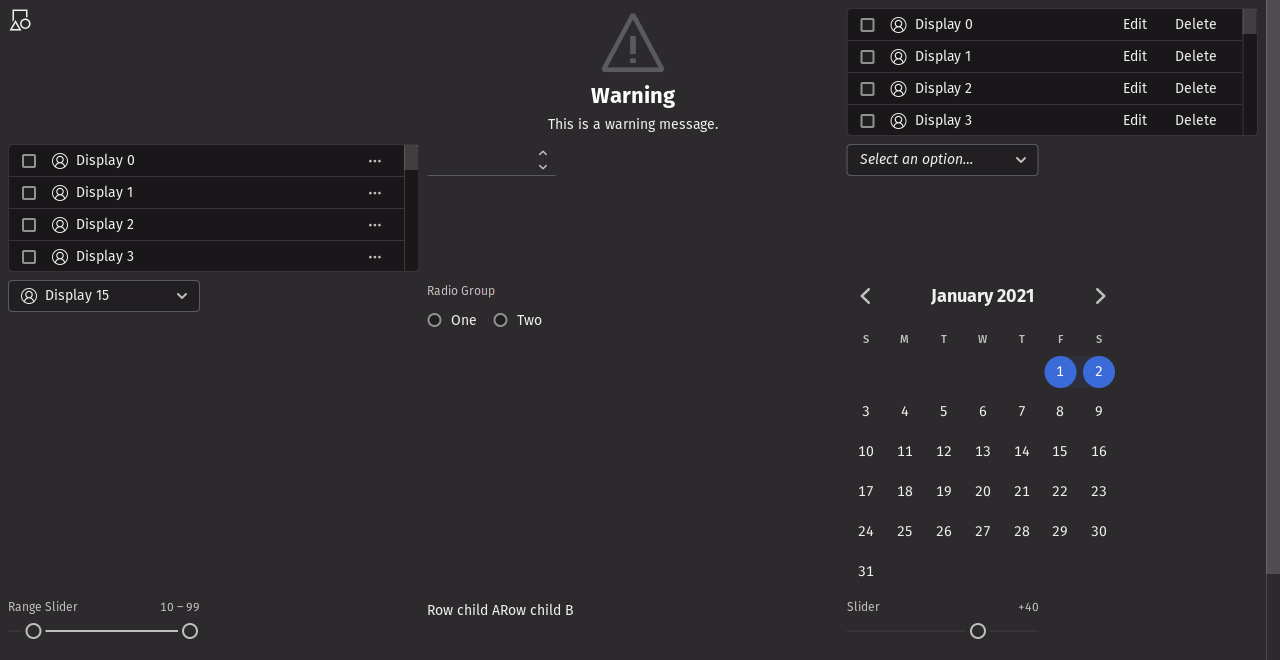 Warning
This is a warning message.
Display 0 Edit Delete
Display 1 Edit Delete
Display 2 Edit Delete
Display 3 Edit Delete
Display 0
Display 1
Display 2
Display 3
Select an option...
Display 15
Radio Group
One Two
January 2021
S M T W T F S
1 2
3 4 5 6 7 8 9
10 11 12 13 14 15 16
17 18 19 20 21 22 23
24 25 26 27 28 29 30
31
Range Slider 10 – 99
Row child ARow child B
Slider +40